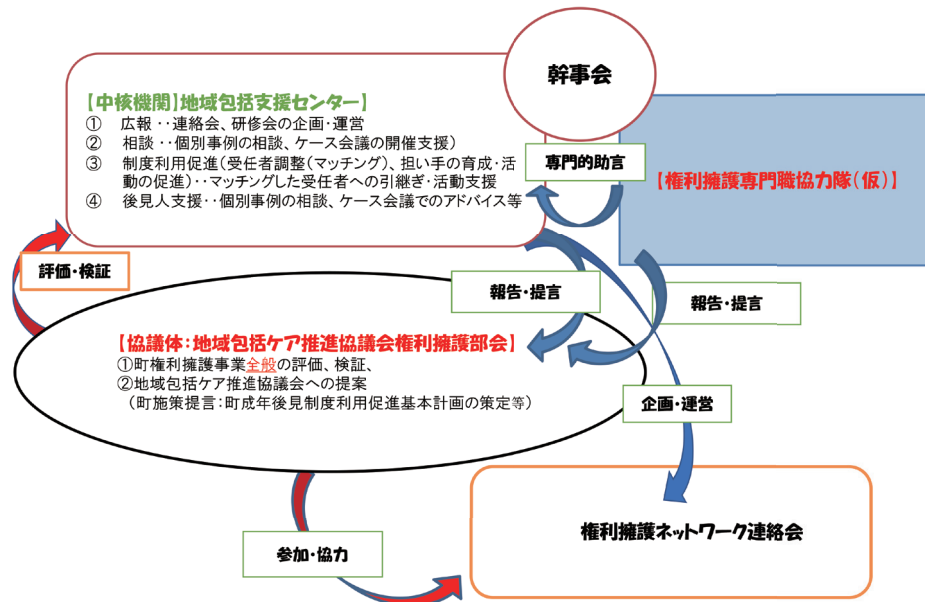 幹事会
【中核機関】地域包括支援センター】
① 広報・・連絡会、研修会の企画・運営
② 相談・・個別事例の相談、ケース会議の開催支援）
③ 制度利用促進（受任者調整（マッチング）、担い手の育成・活
動の促進）・・マッチングした受任者への引継ぎ・活動支援
④ 後見人支援・・個別事例の相談、ケース会議でのアドバイス等
専門的助言
【権利擁護専門職協力隊（仮）】
評価・検証
報告・提言
報告・提言
【協議体：地域包括ケア推進協議会権利擁護部会】
①町権利擁護事業全般の評価、検証、
②地域包括ケア推進協議会への提案
（町施策提言：町成年後見制度利用促進基本計画の策定等）
企画・運営
権利擁護ネットワーク連絡会
参加・協力